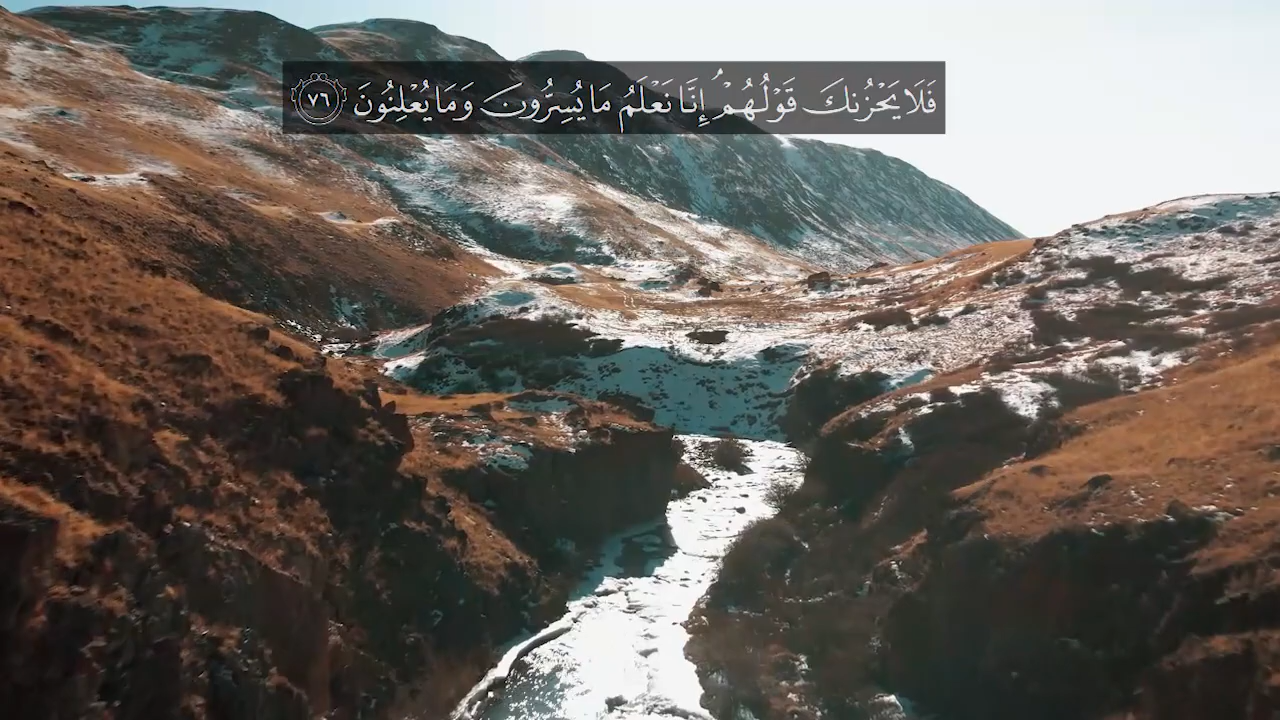 فَلَا يَحْزُنكَ قَوْلُهُمْ ۘ إِنَّا نَعْلَمُ مَا يُسِرُّونَ وَمَا يُعْلِنُونَ ٧٦